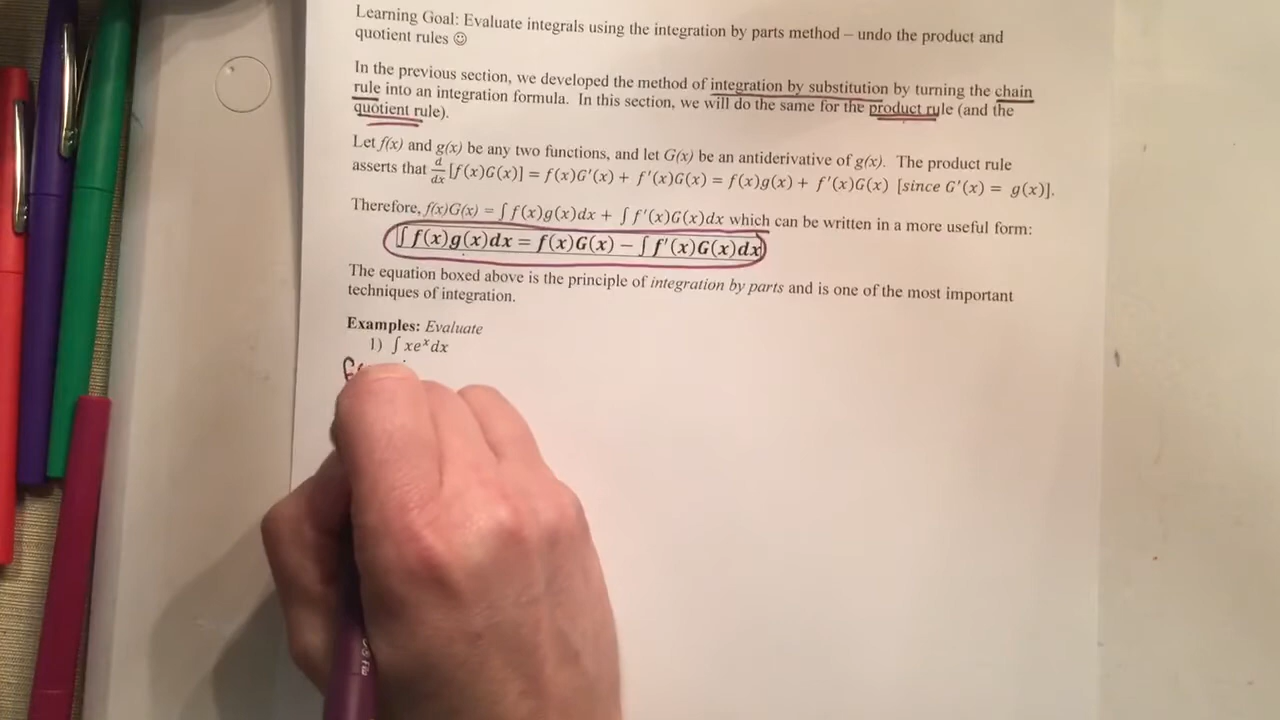 Learning Goal: Evaluate integrals using the integration by parts method – undo the product and
quotient rules ☺
In the previous section, we developed the method of integration by substitution by turning the chain
rule into an integration formula. In this section, we will do the same for the product rule (and the
quotient rule).
Let f(x) and g(x) be any two functions, and let G(x) be an antiderivative of g(x). The product rule
asserts that d/dx [f(x)G(x)] = f(x)G'(x) + f'(x)G(x) = f(x)g(x) + f'(x)G(x) [since G'(x) = g(x)].
Therefore, f(x)G(x) = ∫ f(x)g(x)dx + ∫ f'(x)G(x)dx which can be written in a more useful form:
∫ f(x)g(x)dx = f(x)G(x) − ∫ f'(x)G(x)dx
The equation boxed above is the principle of integration by parts and is one of the most important
techniques of integration.
Examples: Evaluate
1) ∫ xeˣdx